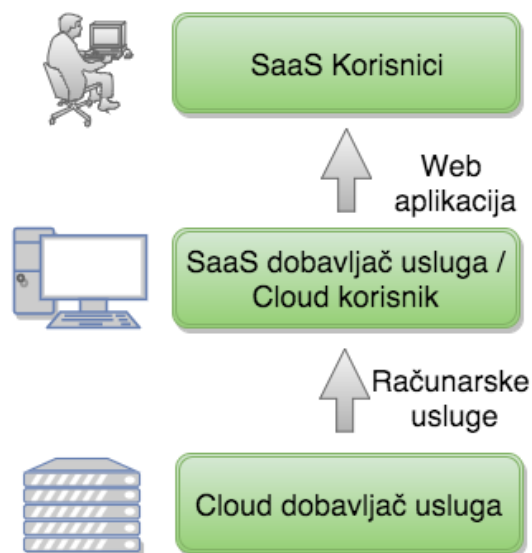 SaaS Korisnici
Web
aplikacija
SaaS dobavljač usluga /
Cloud korisnik
Računarske
usluge
Cloud dobavljač usluga